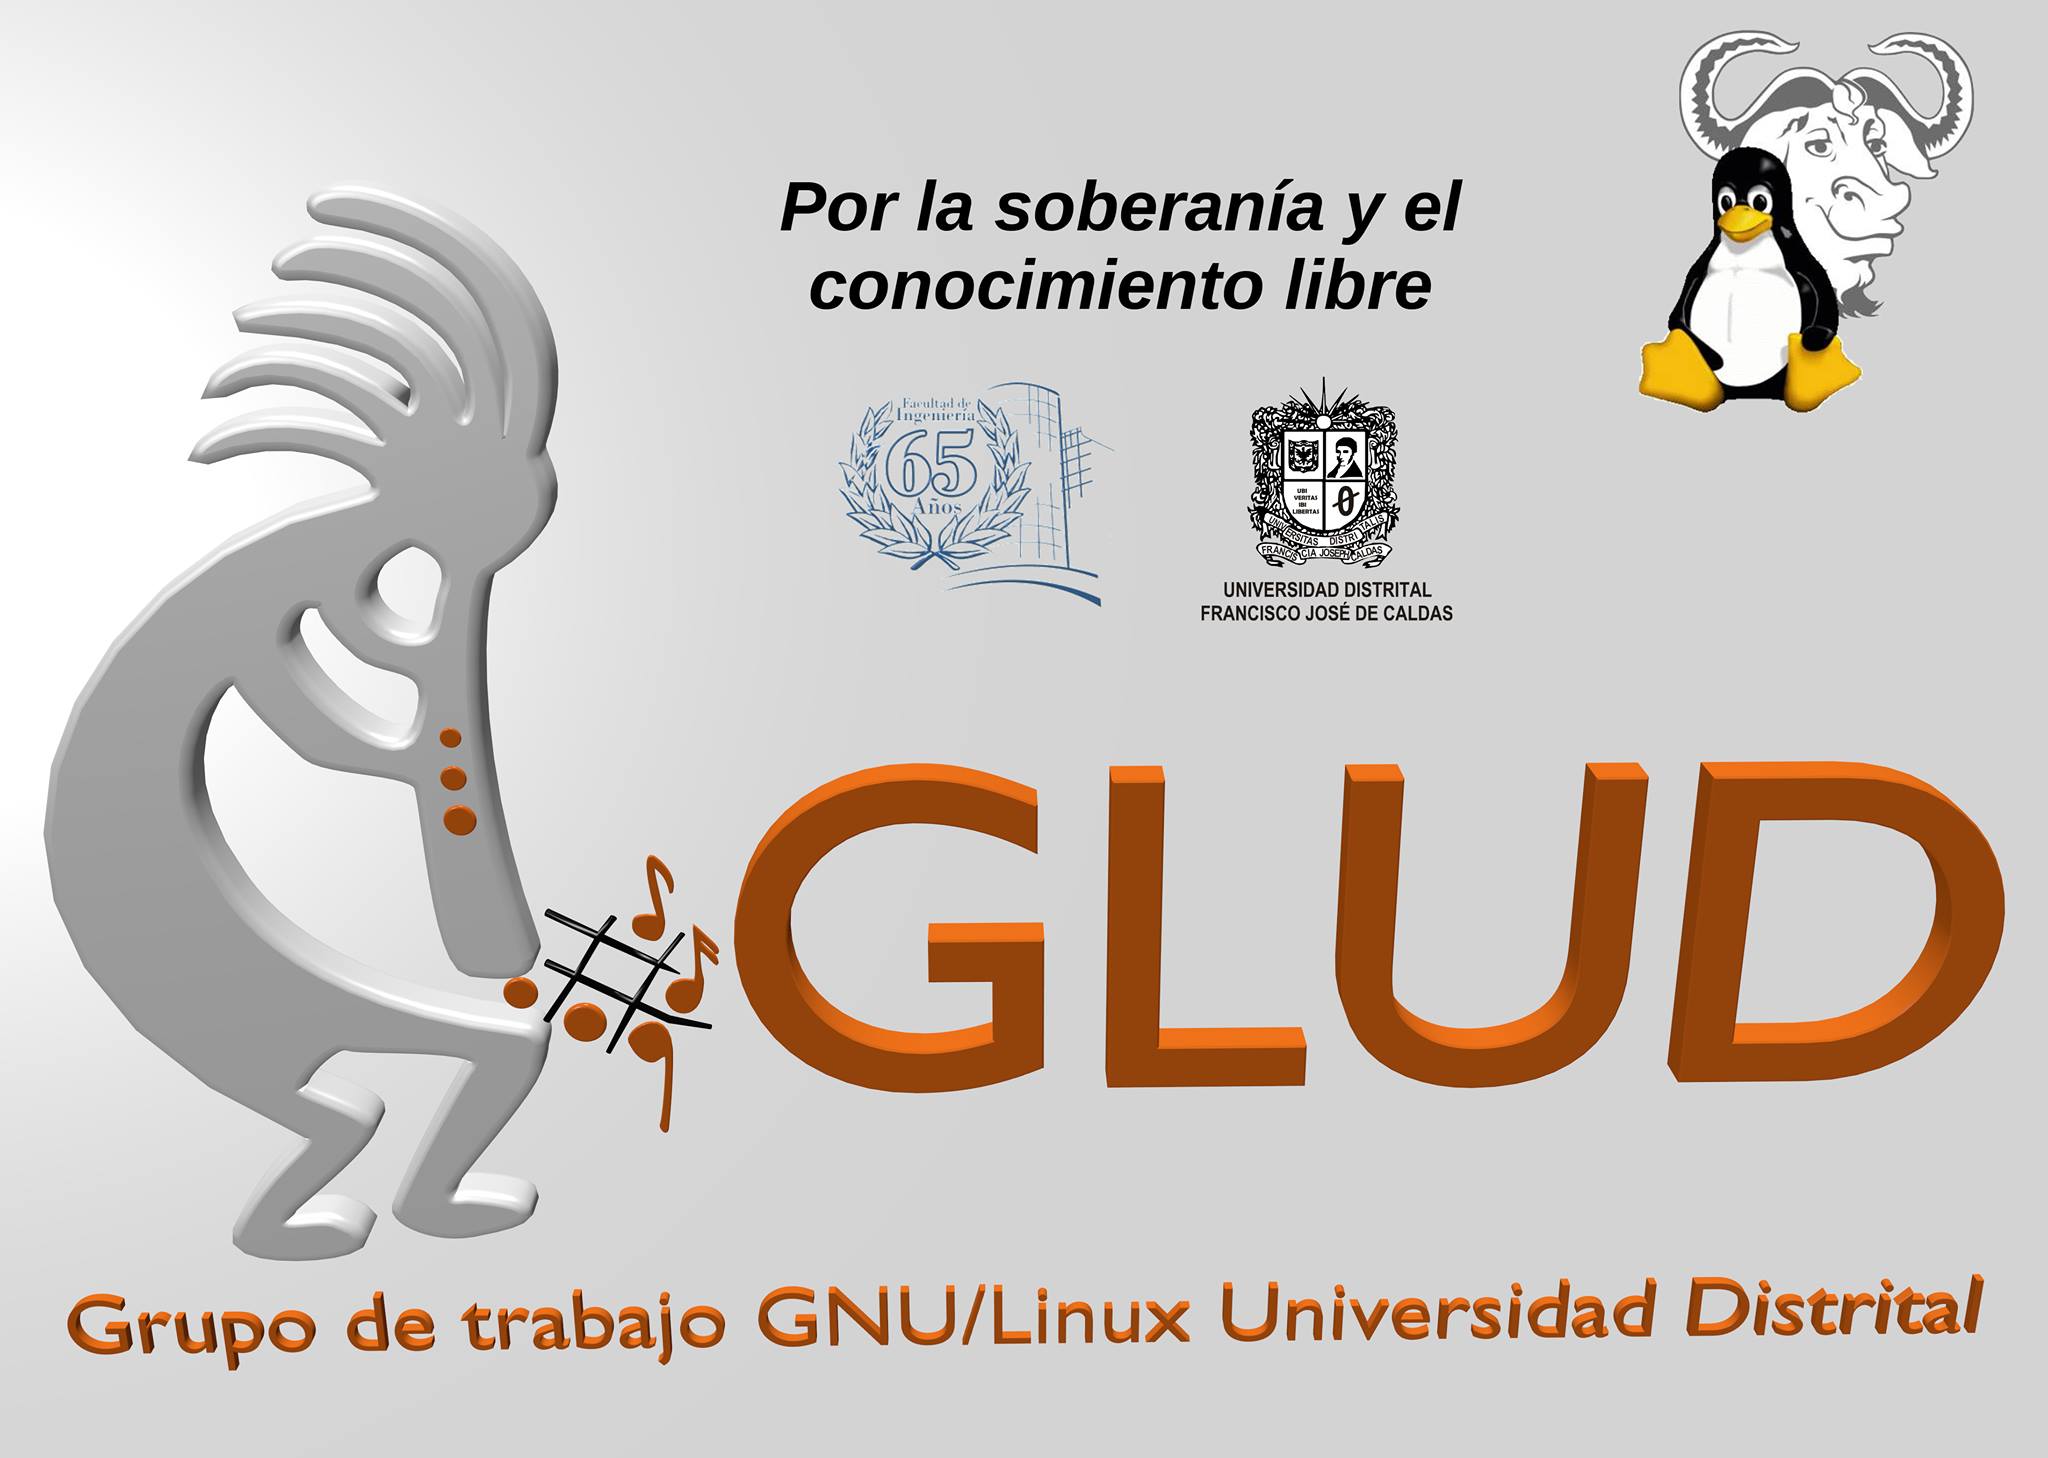 Por la soberanía y el
conocimiento libre
Facultad de
Ingeniería
65
Años
UBI
VERITAS
IBI
LIBERTAS
UNIVERSITAS DISTRITALIS
FRANCISCIA JOSEPH CALDAS
UNIVERSIDAD DISTRITAL
FRANCISCO JOSÉ DE CALDAS
GLUD
Grupo de trabajo GNU/Linux Universidad Distrital